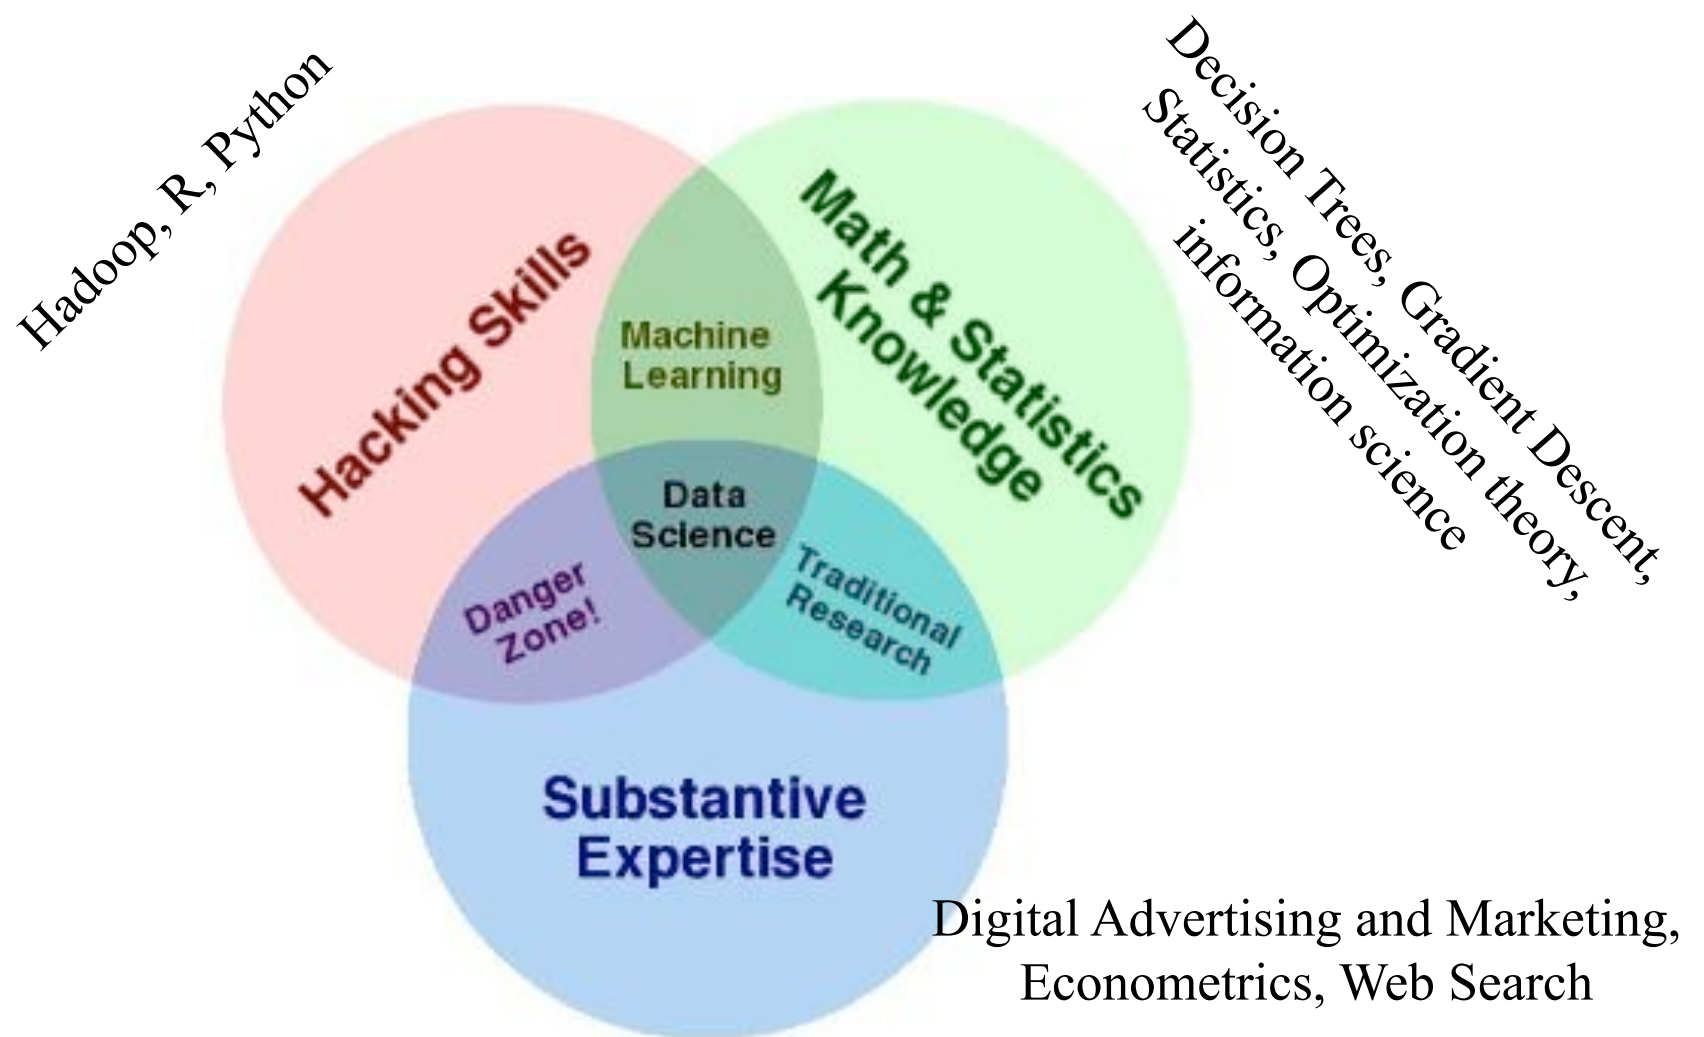 Hadoop, R, Python
Decision Trees, Gradient Descent,
Statistics, Optimization theory,
information science
Hacking Skills
Math & Statistics
Knowledge
Machine
Learning
Data
Science
Danger
Zone!
Traditional
Research
Substantive
Expertise
Digital Advertising and Marketing,
Econometrics, Web Search